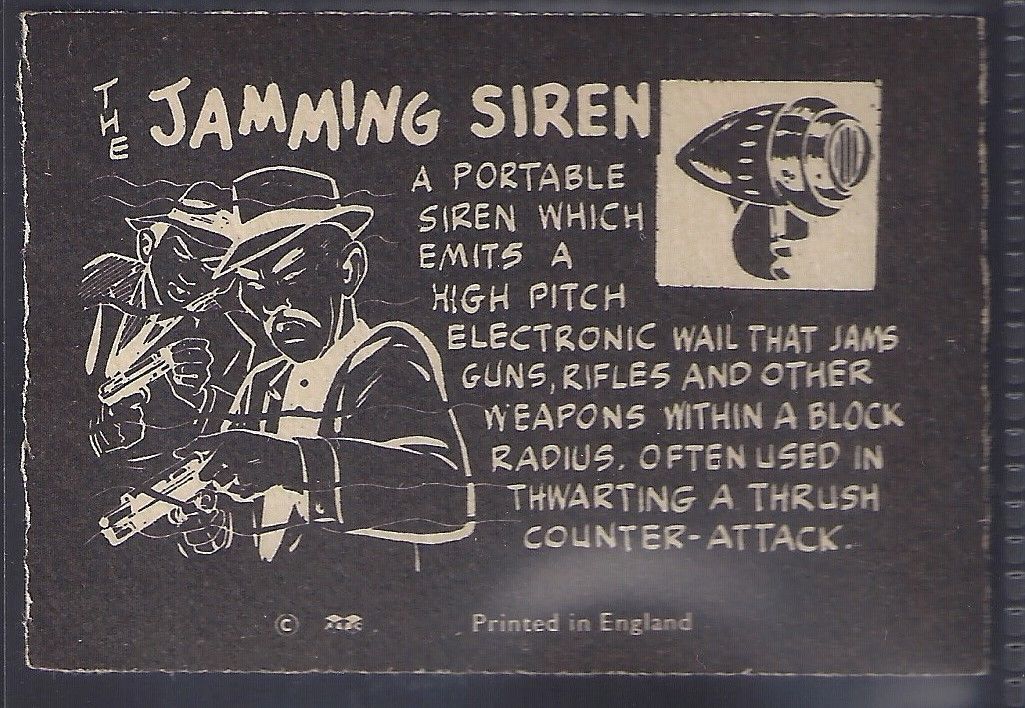 THE JAMMING SIREN
A PORTABLE
SIREN WHICH
EMITS A
HIGH PITCH
ELECTRONIC WAIL THAT JAMS
GUNS, RIFLES AND OTHER
WEAPONS WITHIN A BLOCK
RADIUS. OFTEN USED IN
THWARTING A THRUSH
COUNTER-ATTACK.
© Printed in England